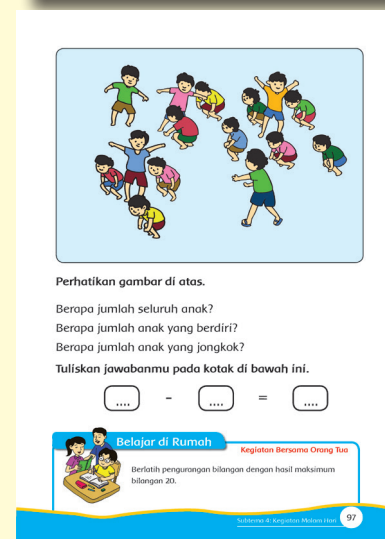 Perhatikan gambar di atas.
Berapa jumlah seluruh anak?
Berapa jumlah anak yang berdiri?
Berapa jumlah anak yang jongkok?
Tuliskan jawabanmu pada kotak di bawah ini.
.... - .... = ....
Belajar di Rumah
Kegiatan Bersama Orang Tua
Berlatih pengurangan bilangan dengan hasil maksimum
bilangan 20.
Subtema 4: Kegiatan Malam Hari 97